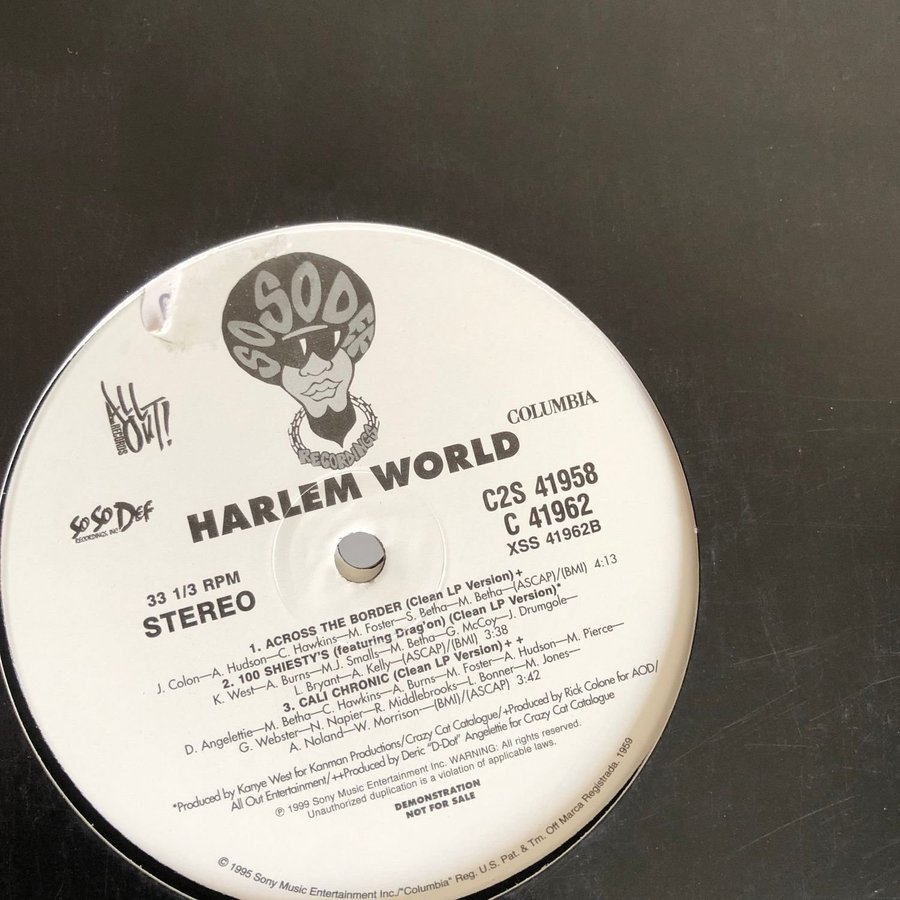 SO SO DEF
RECORDINGS
ALL
OUT!
RECORDS
COLUMBIA
HARLEM WORLD
SO SO DEF
RECORDINGS, INC.
C2S 41958
C 41962
XSS 41962B
33 1/3 RPM
STEREO
1. ACROSS THE BORDER (Clean LP Version)+
J. Colon—A. Hudson—C. Hawkins—M. Foster—S. Betha—M. Betha—(ASCAP)/(BMI) 4:13
2. 100 SHIESTY'S (featuring Drag'on) (Clean LP Version)*
K. West—A. Burns—M.J. Smalls—M. Betha—G. McCoy—J. Drumgole—
L. Bryant—A. Kelly—(ASCAP)/(BMI) 3:38
3. CALI CHRONIC (Clean LP Version)++
D. Angelettie—M. Betha—C. Hawkins—A. Burns—M. Foster—A. Hudson—M. Pierce—
G. Webster—N. Napier—R. Middlebrooks—L. Bonner—M. Jones—
A. Noland—W. Morrison—(BMI)/(ASCAP) 3:42
*Produced by Kanye West for Kanman Productions/Crazy Cat Catalogue/+Produced by Rick Colone for AOD/
All Out Entertainment/++Produced by Deric "D-Dot" Angelettie for Crazy Cat Catalogue
℗ 1999 Sony Music Entertainment Inc. WARNING: All rights reserved.
Unauthorized duplication is a violation of applicable laws.
DEMONSTRATION
NOT FOR SALE
© 1995 Sony Music Entertainment Inc./"Columbia" Reg. U.S. Pat. & Tm. Off Marca Registrada. 1959